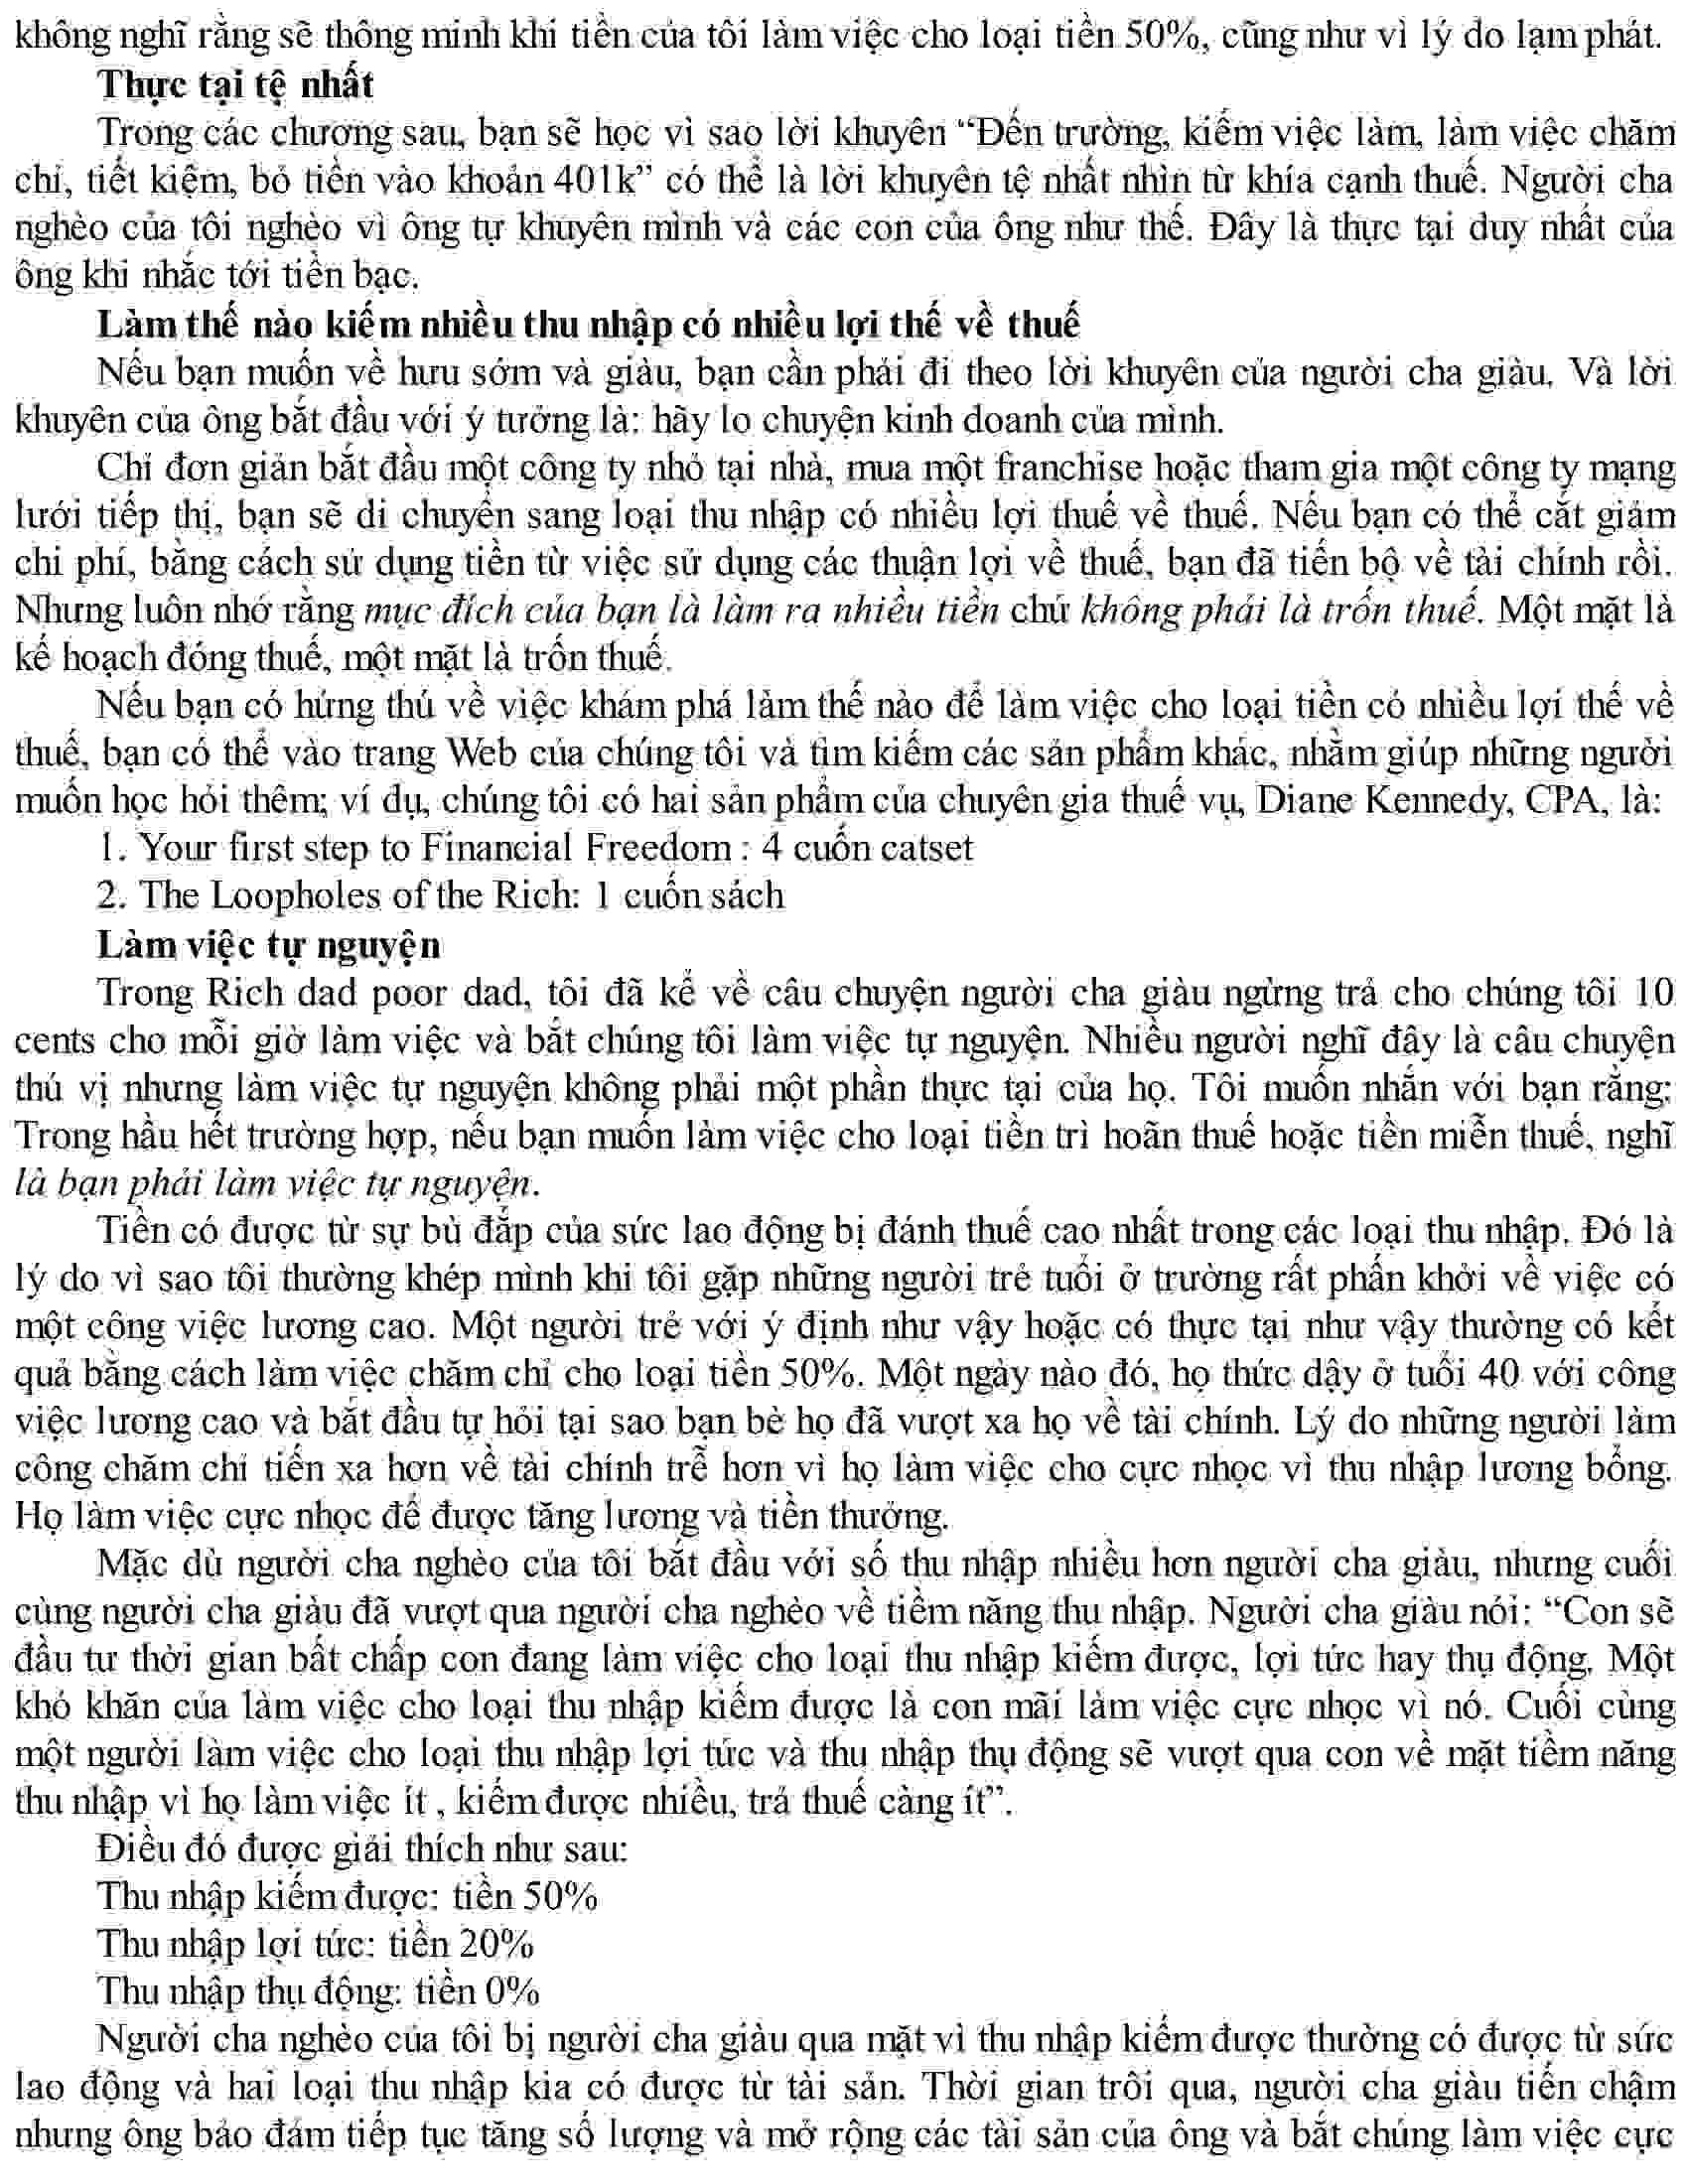 không nghĩ rằng sẽ thông minh khi tiền của tôi làm việc cho loại tiền 50%, cũng như vì lý do lạm phát.
Thực tại tệ nhất
Trong các chương sau, bạn sẽ học vì sao lời khuyên “Đến trường, kiếm việc làm, làm việc chăm
chỉ, tiết kiệm, bỏ tiền vào khoản 401k” có thể là lời khuyên tệ nhất nhìn từ khía cạnh thuế. Người cha
nghèo của tôi nghèo vì ông tự khuyên mình và các con của ông như thế. Đây là thực tại duy nhất của
ông khi nhắc tới tiền bạc.
Làm thế nào kiếm nhiều thu nhập có nhiều lợi thế về thuế
Nếu bạn muốn về hưu sớm và giàu, bạn cần phải đi theo lời khuyên của người cha giàu. Và lời
khuyên của ông bắt đầu với ý tưởng là: hãy lo chuyện kinh doanh của mình.
Chỉ đơn giản bắt đầu một công ty nhỏ tại nhà, mua một franchise hoặc tham gia một công ty mạng
lưới tiếp thị, bạn sẽ di chuyển sang loại thu nhập có nhiều lợi thuế về thuế. Nếu bạn có thể cắt giảm
chi phí, bằng cách sử dụng tiền từ việc sử dụng các thuận lợi về thuế, bạn đã tiến bộ về tài chính rồi.
Nhưng luôn nhớ rằng mục đích của bạn là làm ra nhiều tiền chứ không phải là trốn thuế. Một mặt là
kế hoạch đóng thuế, một mặt là trốn thuế.
Nếu bạn có hứng thú về việc khám phá làm thế nào để làm việc cho loại tiền có nhiều lợi thế về
thuế, bạn có thể vào trang Web của chúng tôi và tìm kiếm các sản phẩm khác, nhằm giúp những người
muốn học hỏi thêm; ví dụ, chúng tôi có hai sản phẩm của chuyên gia thuế vụ, Diane Kennedy, CPA, là:
1. Your first step to Financial Freedom : 4 cuốn catset
2. The Loopholes of the Rich: 1 cuốn sách
Làm việc tự nguyện
Trong Rich dad poor dad, tôi đã kể về câu chuyện người cha giàu ngừng trả cho chúng tôi 10
cents cho mỗi giờ làm việc và bắt chúng tôi làm việc tự nguyện. Nhiều người nghĩ đây là câu chuyện
thú vị nhưng làm việc tự nguyện không phải một phần thực tại của họ. Tôi muốn nhắn với bạn rằng:
Trong hầu hết trường hợp, nếu bạn muốn làm việc cho loại tiền trì hoãn thuế hoặc tiền miễn thuế, nghĩ
là bạn phải làm việc tự nguyện.
Tiền có được từ sự bù đắp của sức lao động bị đánh thuế cao nhất trong các loại thu nhập. Đó là
lý do vì sao tôi thường khép mình khi tôi gặp những người trẻ tuổi ở trường rất phấn khởi về việc có
một công việc lương cao. Một người trẻ với ý định như vậy hoặc có thực tại như vậy thường có kết
quả bằng cách làm việc chăm chỉ cho loại tiền 50%. Một ngày nào đó, họ thức dậy ở tuổi 40 với công
việc lương cao và bắt đầu tự hỏi tại sao bạn bè họ đã vượt xa họ về tài chính. Lý do những người làm
công chăm chỉ tiến xa hơn về tài chính trễ hơn vì họ làm việc cho cực nhọc vì thu nhập lương bổng.
Họ làm việc cực nhọc để được tăng lương và tiền thưởng.
Mặc dù người cha nghèo của tôi bắt đầu với số thu nhập nhiều hơn người cha giàu, nhưng cuối
cùng người cha giàu đã vượt qua người cha nghèo về tiềm năng thu nhập. Người cha giàu nói: “Con sẽ
đầu tư thời gian bất chấp con đang làm việc cho loại thu nhập kiếm được, lợi tức hay thụ động. Một
khó khăn của làm việc cho loại thu nhập kiếm được là con mãi làm việc cực nhọc vì nó. Cuối cùng
một người làm việc cho loại thu nhập lợi tức và thu nhập thụ động sẽ vượt qua con về mặt tiềm năng
thu nhập vì họ làm việc ít , kiếm được nhiều, trả thuế càng ít”.
Điều đó được giải thích như sau:
Thu nhập kiếm được: tiền 50%
Thu nhập lợi tức: tiền 20%
Thu nhập thụ động: tiền 0%
Người cha nghèo của tôi bị người cha giàu qua mặt vì thu nhập kiếm được thường có được từ sức
lao động và hai loại thu nhập kia có được từ tài sản. Thời gian trôi qua, người cha giàu tiến chậm
nhưng ông bảo đảm tiếp tục tăng số lượng và mở rộng các tài sản của ông và bắt chúng làm việc cực